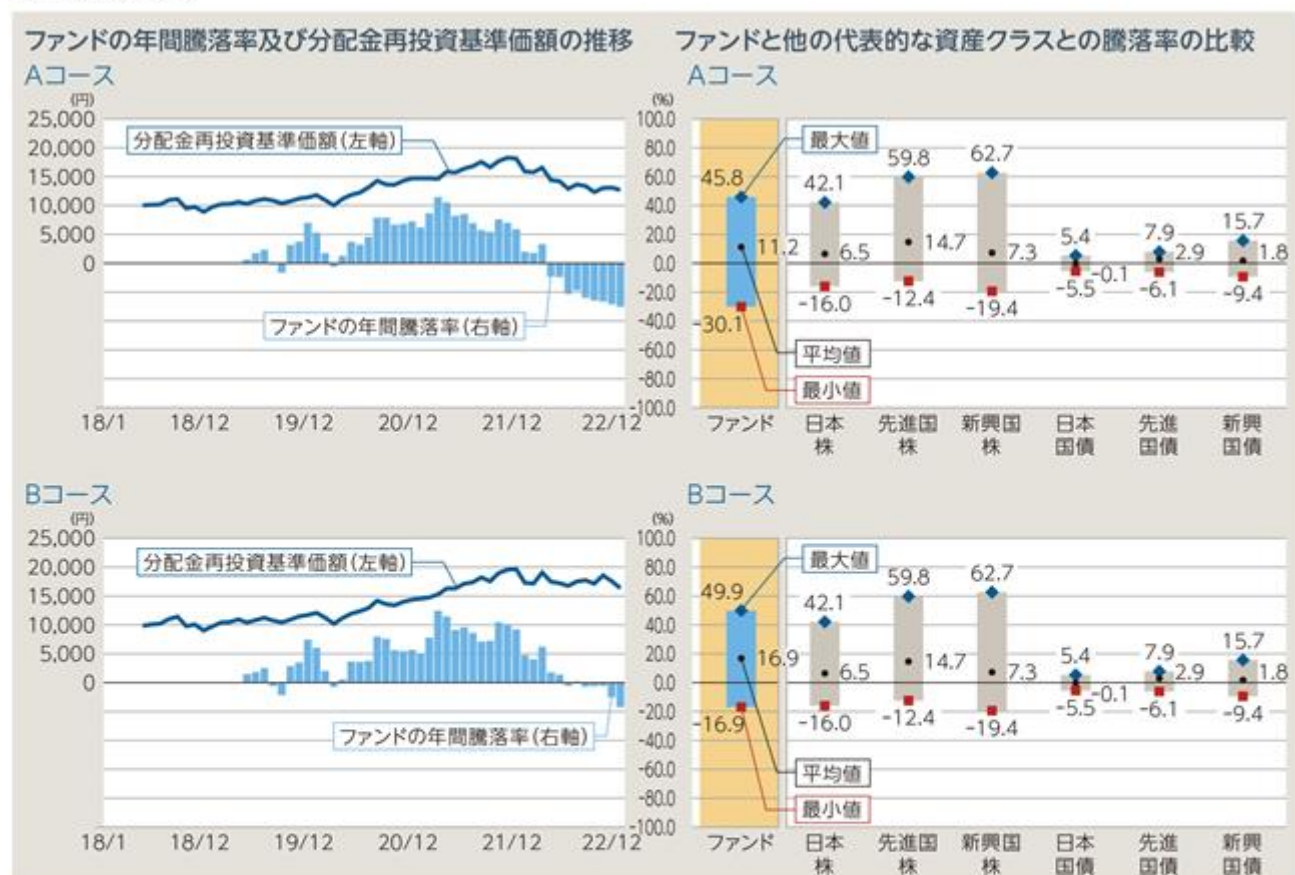 ファンドの年間騰落率及び分配金再投資基準価額の推移
Aコース
(円)
25,000
20,000
15,000
10,000
5,000
0
分配金再投資基準価額(左軸)
ファンドの年間騰落率(右軸)
(%)
100.0
80.0
60.0
40.0
20.0
0.0
-20.0
-40.0
-60.0
-80.0
-100.0
18/1 18/12 19/12 20/12 21/12 22/12
ファンドと他の代表的な資産クラスとの騰落率の比較
Aコース
最大値
平均値
最小値
45.8 42.1 59.8 62.7 5.4 7.9 15.7
11.2 6.5 14.7 7.3 -0.1 2.9 1.8
-30.1 -16.0 -12.4 -19.4 -5.5 -6.1 -9.4
ファンド 日本 先進国 新興国 日本 先進 新興
株 株 株 国債 国債 国債
Bコース
(円)
25,000
20,000
15,000
10,000
5,000
0
分配金再投資基準価額(左軸)
ファンドの年間騰落率(右軸)
(%)
100.0
80.0
60.0
40.0
20.0
0.0
-20.0
-40.0
-60.0
-80.0
-100.0
18/1 18/12 19/12 20/12 21/12 22/12
Bコース
最大値
平均値
最小値
49.9 42.1 59.8 62.7 5.4 7.9 15.7
16.9 6.5 14.7 7.3 -0.1 2.9 1.8
-16.9 -16.0 -12.4 -19.4 -5.5 -6.1 -9.4
ファンド 日本 先進国 新興国 日本 先進 新興
株 株 株 国債 国債 国債